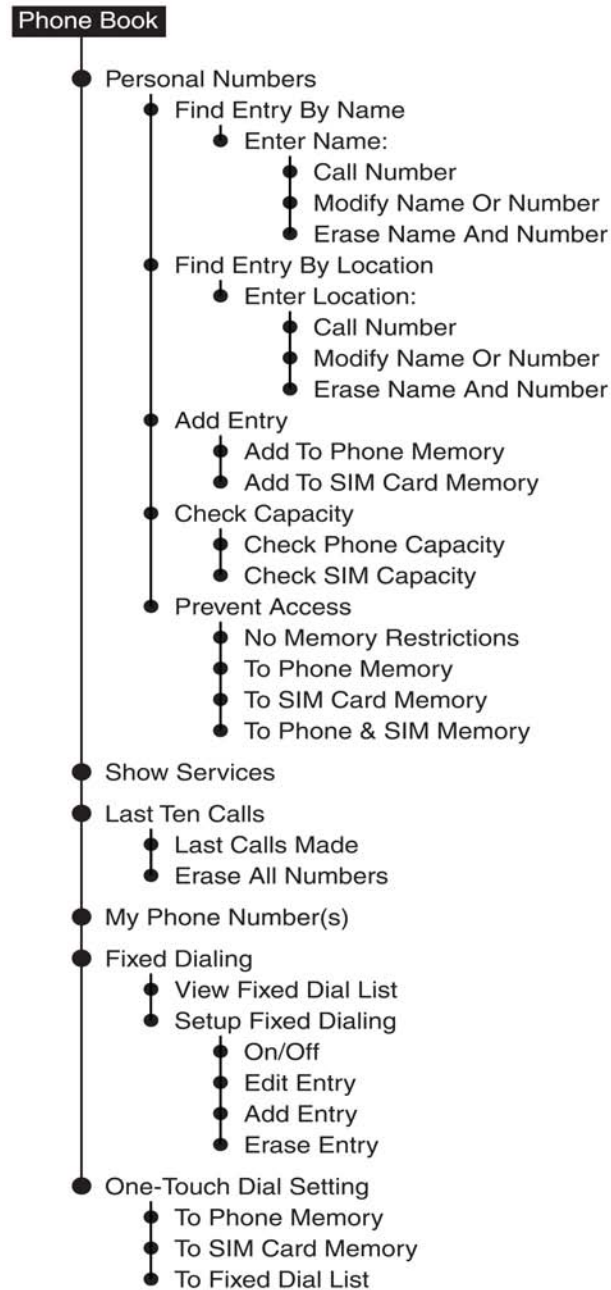 Phone Book
Personal Numbers
Find Entry By Name
Enter Name:
Call Number
Modify Name Or Number
Erase Name And Number
Find Entry By Location
Enter Location:
Call Number
Modify Name Or Number
Erase Name And Number
Add Entry
Add To Phone Memory
Add To SIM Card Memory
Check Capacity
Check Phone Capacity
Check SIM Capacity
Prevent Access
No Memory Restrictions
To Phone Memory
To SIM Card Memory
To Phone & SIM Memory
Show Services
Last Ten Calls
Last Calls Made
Erase All Numbers
My Phone Number(s)
Fixed Dialing
View Fixed Dial List
Setup Fixed Dialing
On/Off
Edit Entry
Add Entry
Erase Entry
One-Touch Dial Setting
To Phone Memory
To SIM Card Memory
To Fixed Dial List